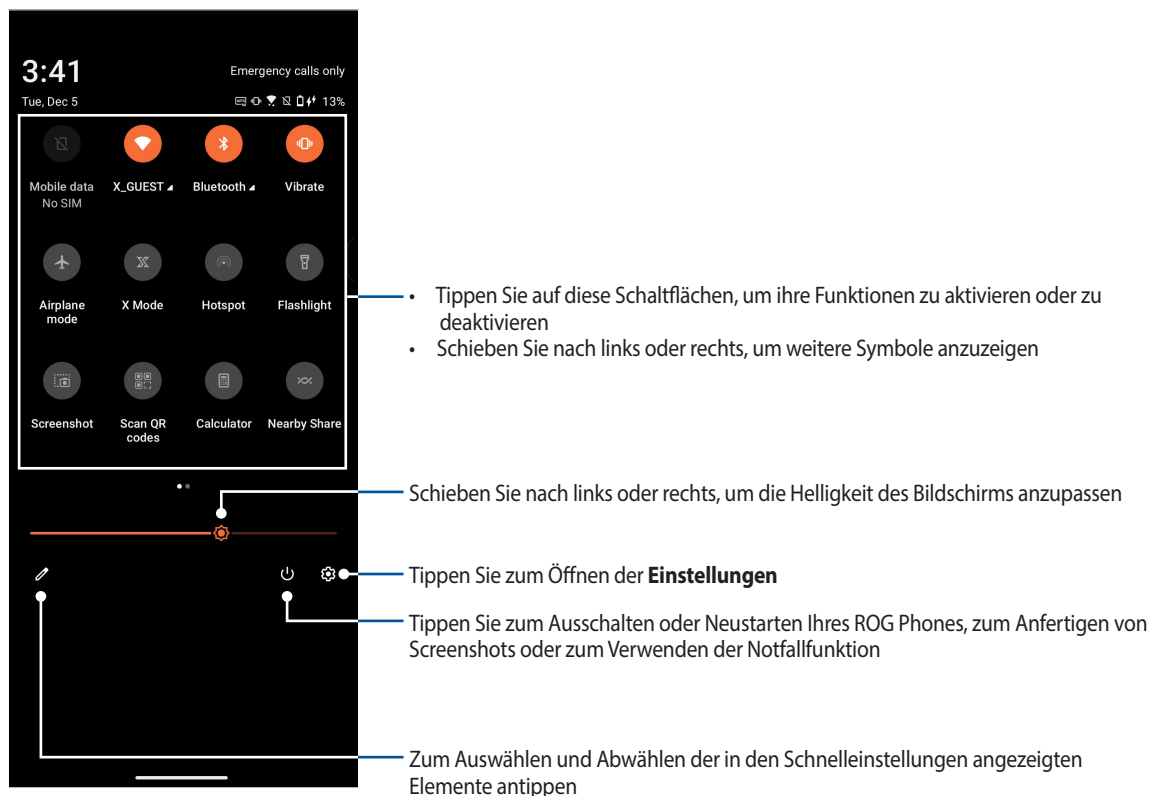 3:41
Emergency calls only
Tue, Dec 5
13%
Mobile data
No SIM
X_GUEST
Bluetooth
Vibrate
Airplane
mode
X Mode
Hotspot
Flashlight
Screenshot
Scan QR
codes
Calculator
Nearby Share
• Tippen Sie auf diese Schaltflächen, um ihre Funktionen zu aktivieren oder zu
deaktivieren
• Schieben Sie nach links oder rechts, um weitere Symbole anzuzeigen
Schieben Sie nach links oder rechts, um die Helligkeit des Bildschirms anzupassen
Tippen Sie zum Öffnen der Einstellungen
Tippen Sie zum Ausschalten oder Neustarten Ihres ROG Phones, zum Anfertigen von
Screenshots oder zum Verwenden der Notfallfunktion
Zum Auswählen und Abwählen der in den Schnelleinstellungen angezeigten
Elemente antippen